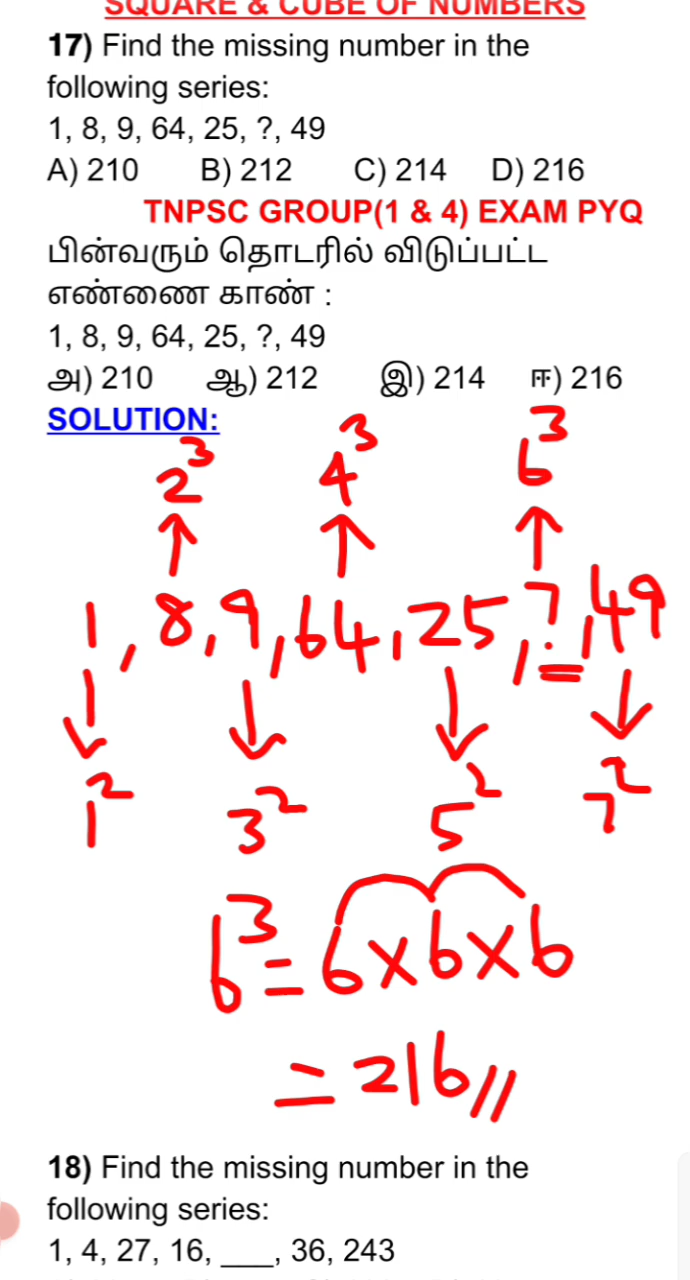 SQUARE & CUBE OF NUMBERS
17) Find the missing number in the
following series:
1, 8, 9, 64, 25, ?, 49
A) 210 B) 212 C) 214 D) 216
TNPSC GROUP(1 & 4) EXAM PYQ
பின்வரும் தொடரில் விடுப்பட்ட
எண்ணை காண் :
1, 8, 9, 64, 25, ?, 49
அ) 210 ஆ) 212 இ) 214 ஈ) 216
SOLUTION:
2³ 4³ 6³
1, 8, 9, 64, 25, ?, 49
1² 3² 5² 7²
6³ = 6×6×6
= 216//
18) Find the missing number in the
following series:
1, 4, 27, 16, ___, 36, 243